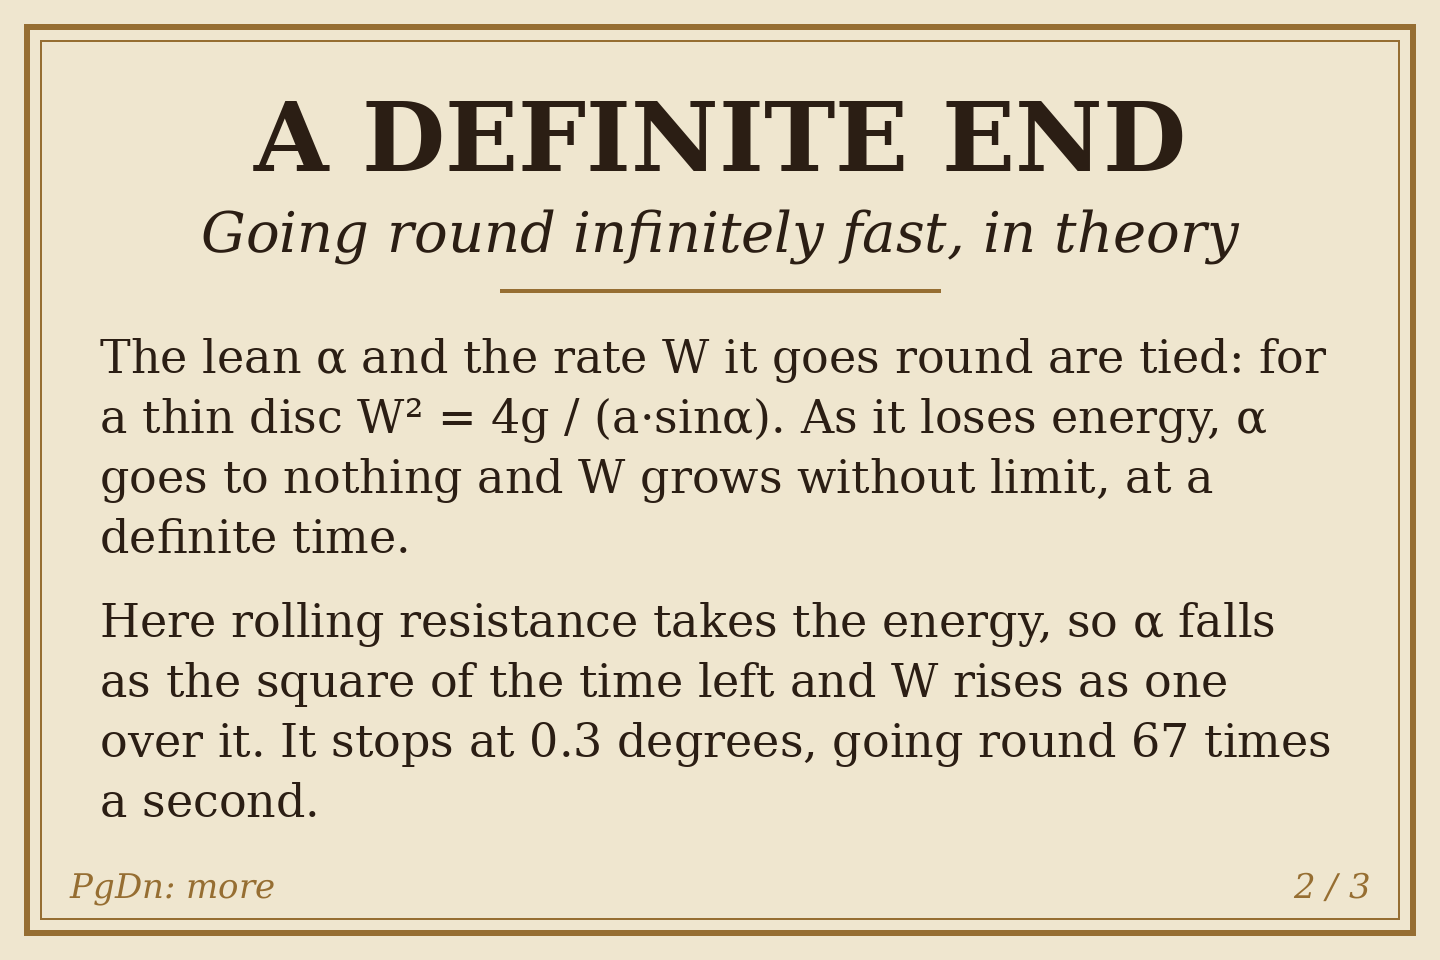 A DEFINITE END
Going round infinitely fast, in theory
The lean α and the rate W it goes round are tied: for
a thin disc W² = 4g / (a·sinα). As it loses energy, α
goes to nothing and W grows without limit, at a
definite time.
Here rolling resistance takes the energy, so α falls
as the square of the time left and W rises as one
over it. It stops at 0.3 degrees, going round 67 times
a second.
PgDn: more
2 / 3